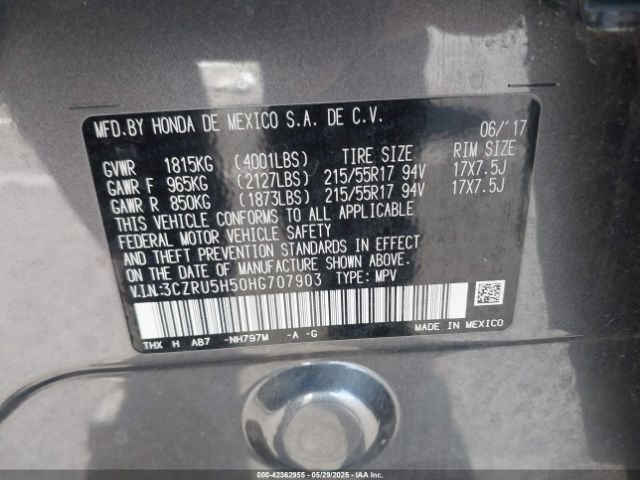 MFD.BY HONDA DE MEXICO S.A. DE C.V. 06/'17
GVWR 1815KG (4001LBS) TIRE SIZE RIM SIZE
GAWR F 965KG (2127LBS) 215/55R17 94V 17X7.5J
GAWR R 850KG (1873LBS) 215/55R17 94V 17X7.5J
THIS VEHICLE CONFORMS TO ALL APPLICABLE
FEDERAL MOTOR VEHICLE SAFETY
AND THEFT PREVENTION STANDARDS IN EFFECT
ON THE DATE OF MANUFACTURE SHOWN ABOVE.
V.I.N:3CZRU5H50HG707903 TYPE: MPV
THX H AB7 -NH797M -A -G MADE IN MEXICO
000-42362955 - 05/29/2025 - IAAI.COM